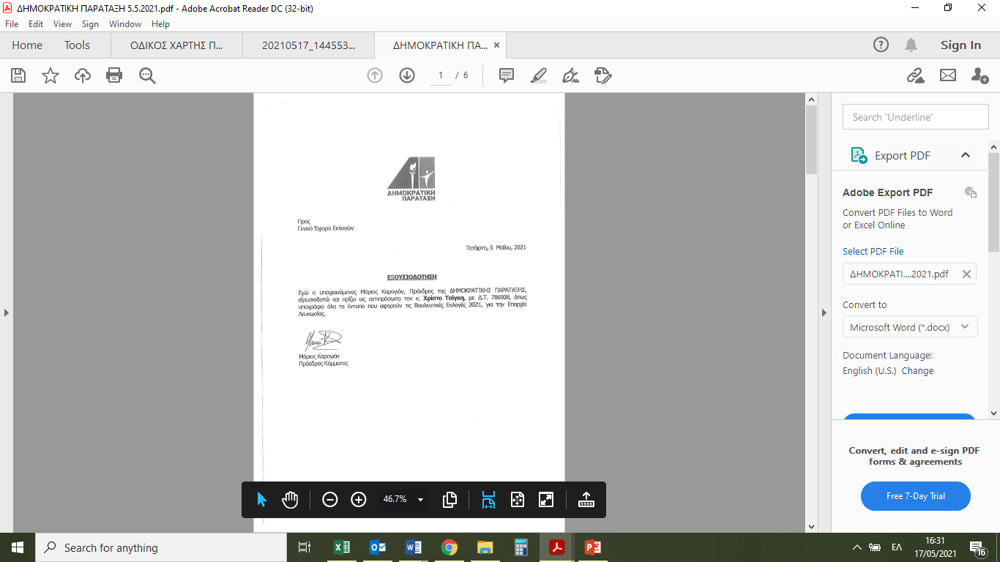 ΔΗΜΟΚΡΑΤΙΚΗ ΠΑΡΑΤΑΞΗ 5.5.2021.pdf - Adobe Acrobat Reader DC (32-bit)
File Edit View Sign Window Help
Home Tools ΟΔΙΚΟΣ ΧΑΡΤΗΣ Π... 20210517_144553... ΔΗΜΟΚΡΑΤΙΚΗ ΠΑ... Sign In
1 / 6
ΔΗΜΟΚΡΑΤΙΚΗ
ΠΑΡΑΤΑΞΗ
Προς
Γενικό Έφορο Εκλογών
Τετάρτη, 5 Μαΐου, 2021
ΕΞΟΥΣΙΟΔΟΤΗΣΗ
Εγώ ο υποφαινόμενος Μάριος Καρογιάν, Πρόεδρος της ΔΗΜΟΚΡΑΤΙΚΗΣ ΠΑΡΑΤΑΞΗΣ,
εξουσιοδοτώ και ορίζω ως αντιπρόσωπο τον κ. Χρίστο Τσίγκη, με Δ.Τ. 786908, όπως
υπογράφει όλα τα έντυπα που αφορούν τις Βουλευτικές Εκλογές 2021, για την Επαρχία
Λευκωσίας.
Μάριος Καρογιάν
Πρόεδρος Κόμματος
46.7%
Search 'Underline'
Export PDF
Adobe Export PDF
Convert PDF Files to Word
or Excel Online
Select PDF File
ΔΗΜΟΚΡΑΤΙ....2021.pdf
Convert to
Microsoft Word (*.docx)
Document Language:
English (U.S.) Change
Convert, edit and e-sign PDF
forms & agreements
Free 7-Day Trial
Search for anything
ΕΛ
16:31
17/05/2021
16